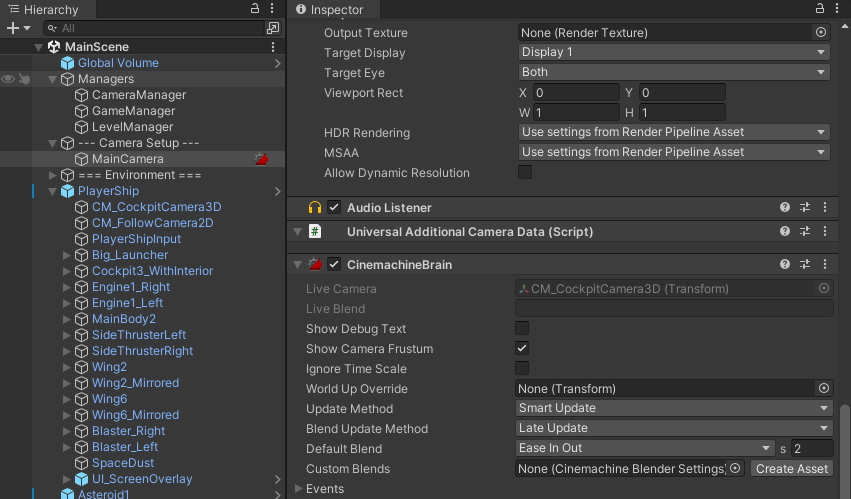 Hierarchy
All
MainScene
Global Volume
Managers
CameraManager
GameManager
LevelManager
--- Camera Setup ---
MainCamera
=== Environment ===
PlayerShip
CM_CockpitCamera3D
CM_FollowCamera2D
PlayerShipInput
Big_Launcher
Cockpit3_WithInterior
Engine1_Right
Engine1_Left
MainBody2
SideThrusterLeft
SideThrusterRight
Wing2
Wing2_Mirrored
Wing6
Wing6_Mirrored
Blaster_Right
Blaster_Left
SpaceDust
UI_ScreenOverlay
Asteroid1
Inspector
Output Texture None (Render Texture)
Target Display Display 1
Target Eye Both
Viewport Rect X 0 Y 0
W 1 H 1
HDR Rendering Use settings from Render Pipeline Asset
MSAA Use settings from Render Pipeline Asset
Allow Dynamic Resolution
Audio Listener
# Universal Additional Camera Data (Script)
CinemachineBrain
Live Camera CM_CockpitCamera3D (Transform)
Live Blend
Show Debug Text
Show Camera Frustum
Ignore Time Scale
World Up Override None (Transform)
Update Method Smart Update
Blend Update Method Late Update
Default Blend Ease In Out s 2
Custom Blends None (Cinemachine Blender Settings) Create Asset
Events